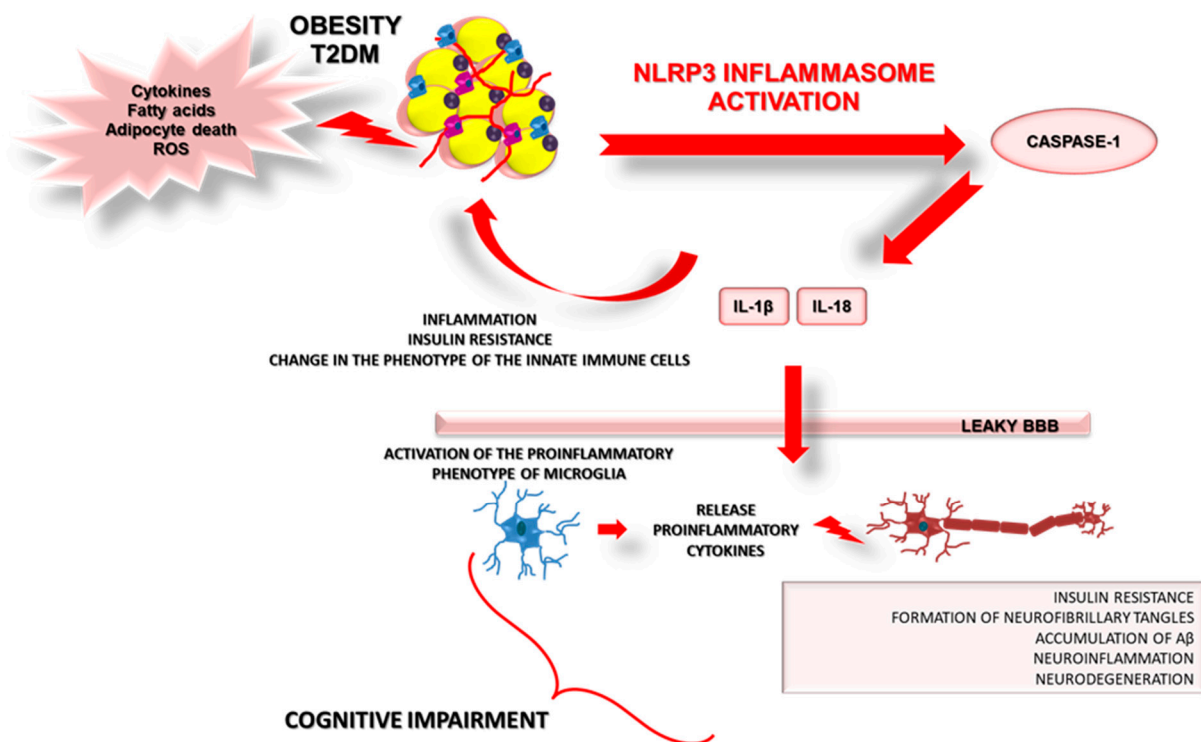 OBESITY
T2DM
Cytokines
Fatty acids
Adipocyte death
ROS
NLRP3 INFLAMMASOME
ACTIVATION
CASPASE-1
IL-1β
IL-18
INFLAMMATION
INSULIN RESISTANCE
CHANGE IN THE PHENOTYPE OF THE INNATE IMMUNE CELLS
LEAKY BBB
ACTIVATION OF THE PROINFLAMMATORY
PHENOTYPE OF MICROGLIA
RELEASE
PROINFLAMMATORY
CYTOKINES
INSULIN RESISTANCE
FORMATION OF NEUROFIBRILLARY TANGLES
ACCUMULATION OF Aβ
NEUROINFLAMMATION
NEURODEGENERATION
COGNITIVE IMPAIRMENT